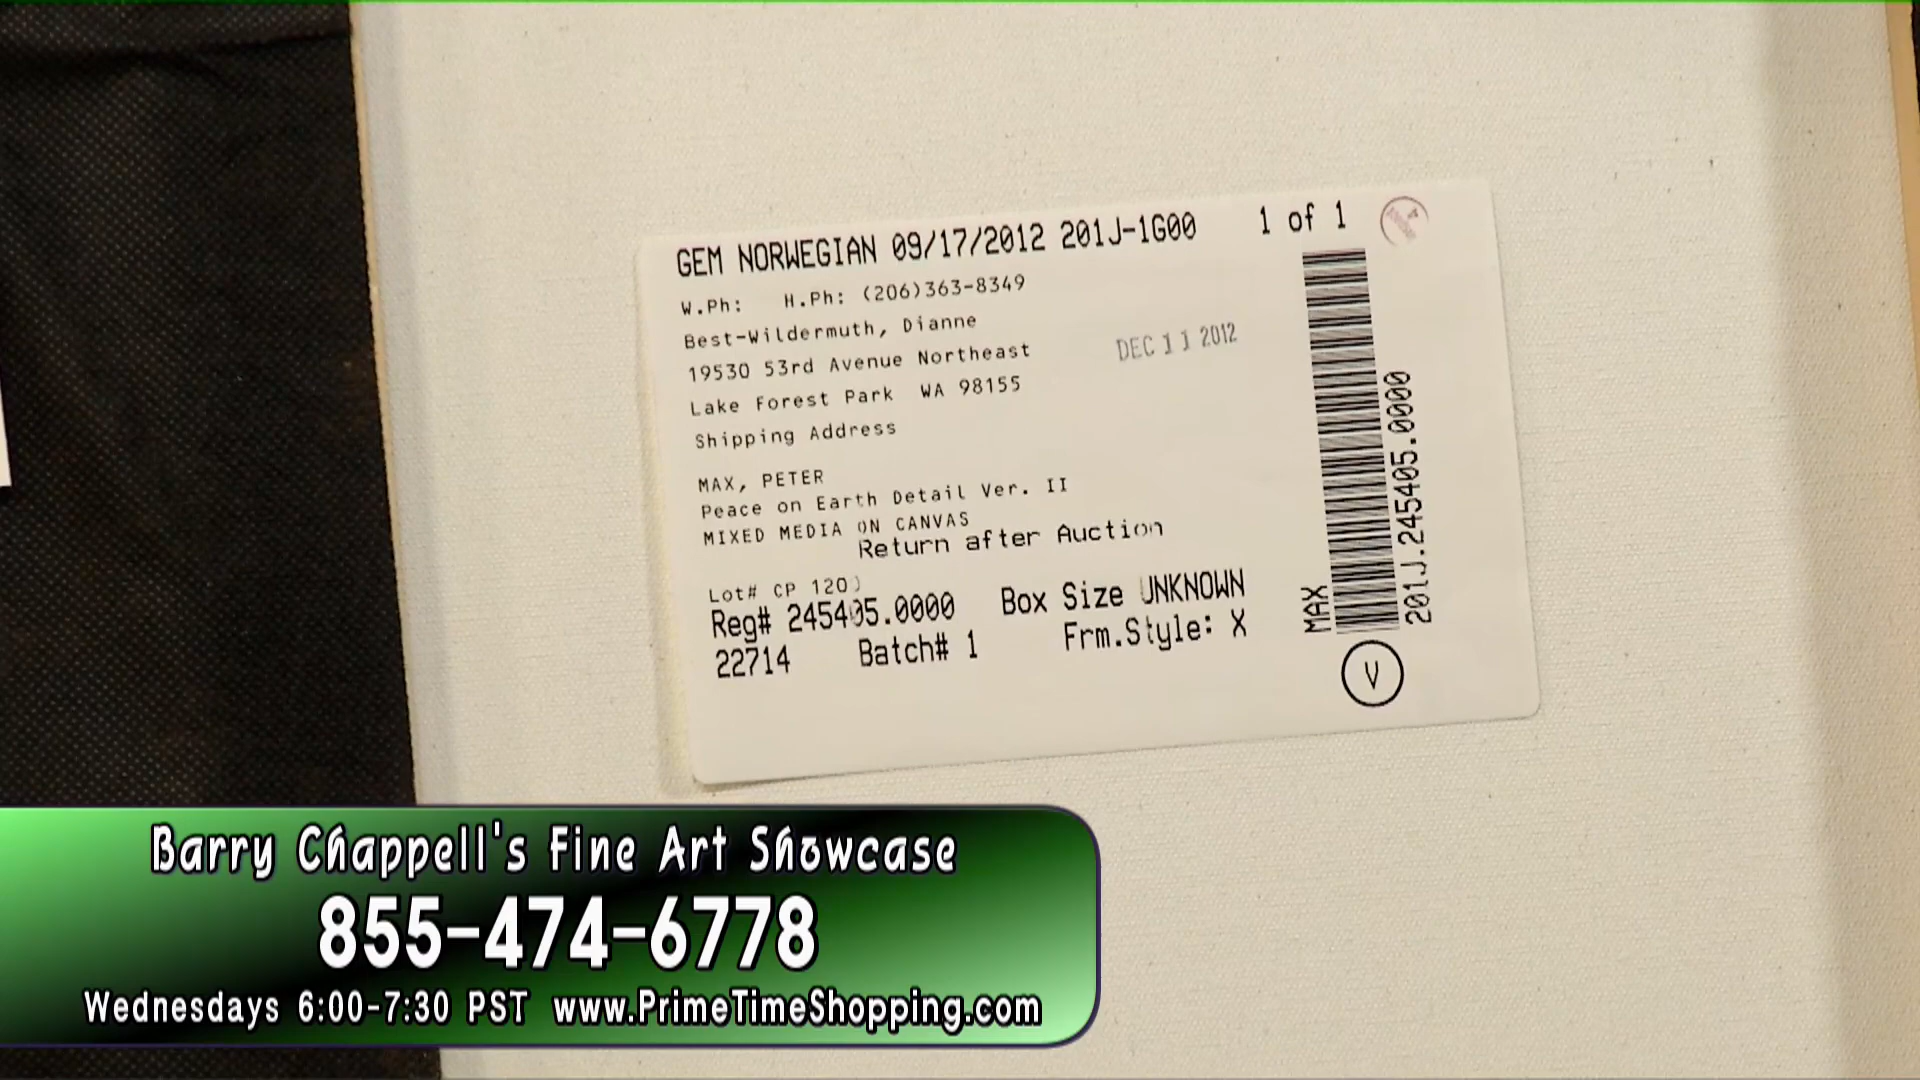 GEM NORWEGIAN 09/17/2012 201J-1G00 1 of 1
W.Ph: H.Ph: (206)363-8349
Best-Wildermuth, Dianne
19530 53rd Avenue Northeast
DEC 11 2012
Lake Forest Park WA 98155
Shipping Address
MAX, PETER
Peace on Earth Detail Ver. II
MIXED MEDIA ON CANVAS
Return after Auction
Lot# CP 120
Reg# 245405.0000 Box Size UNKNOWN
22714 Batch# 1 Frm.Style: X
MAX
201J.245405.0000
V
Barry Chappell's Fine Art Showcase
855-474-6778
Wednesdays 6:00-7:30 PST www.PrimeTimeShopping.com